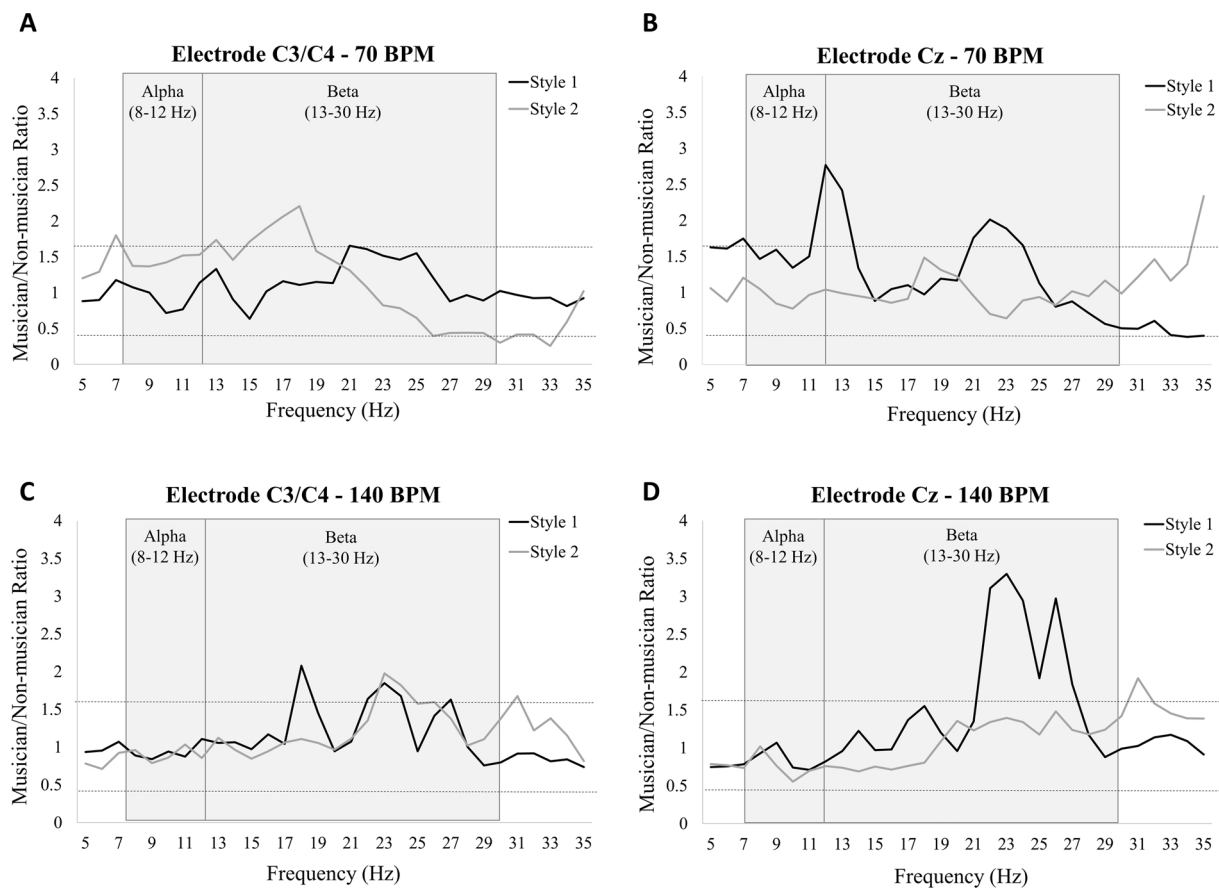 A
Electrode C3/C4 - 70 BPM
Musician/Non-musician Ratio
4
3.5
3
2.5
2
1.5
1
0.5
0
Alpha
(8-12 Hz)
Beta
(13-30 Hz)
Style 1
Style 2
5 7 9 11 13 15 17 19 21 23 25 27 29 31 33 35
Frequency (Hz)
B
Electrode Cz - 70 BPM
Musician/Non-musician Ratio
4
3.5
3
2.5
2
1.5
1
0.5
0
Alpha
(8-12 Hz)
Beta
(13-30 Hz)
Style 1
Style 2
5 7 9 11 13 15 17 19 21 23 25 27 29 31 33 35
Frequency (Hz)
C
Electrode C3/C4 - 140 BPM
Musician/Non-musician Ratio
4
3.5
3
2.5
2
1.5
1
0.5
0
Alpha
(8-12 Hz)
Beta
(13-30 Hz)
Style 1
Style 2
5 7 9 11 13 15 17 19 21 23 25 27 29 31 33 35
Frequency (Hz)
D
Electrode Cz - 140 BPM
Musician/Non-musician Ratio
4
3.5
3
2.5
2
1.5
1
0.5
0
Alpha
(8-12 Hz)
Beta
(13-30 Hz)
Style 1
Style 2
5 7 9 11 13 15 17 19 21 23 25 27 29 31 33 35
Frequency (Hz)